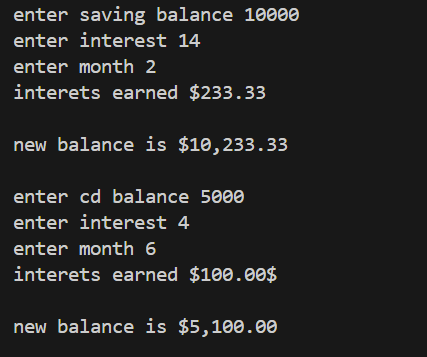 enter saving balance 10000
enter interest 14
enter month 2
interets earned $233.33
new balance is $10,233.33
enter cd balance 5000
enter interest 4
enter month 6
interets earned $100.00$
new balance is $5,100.00